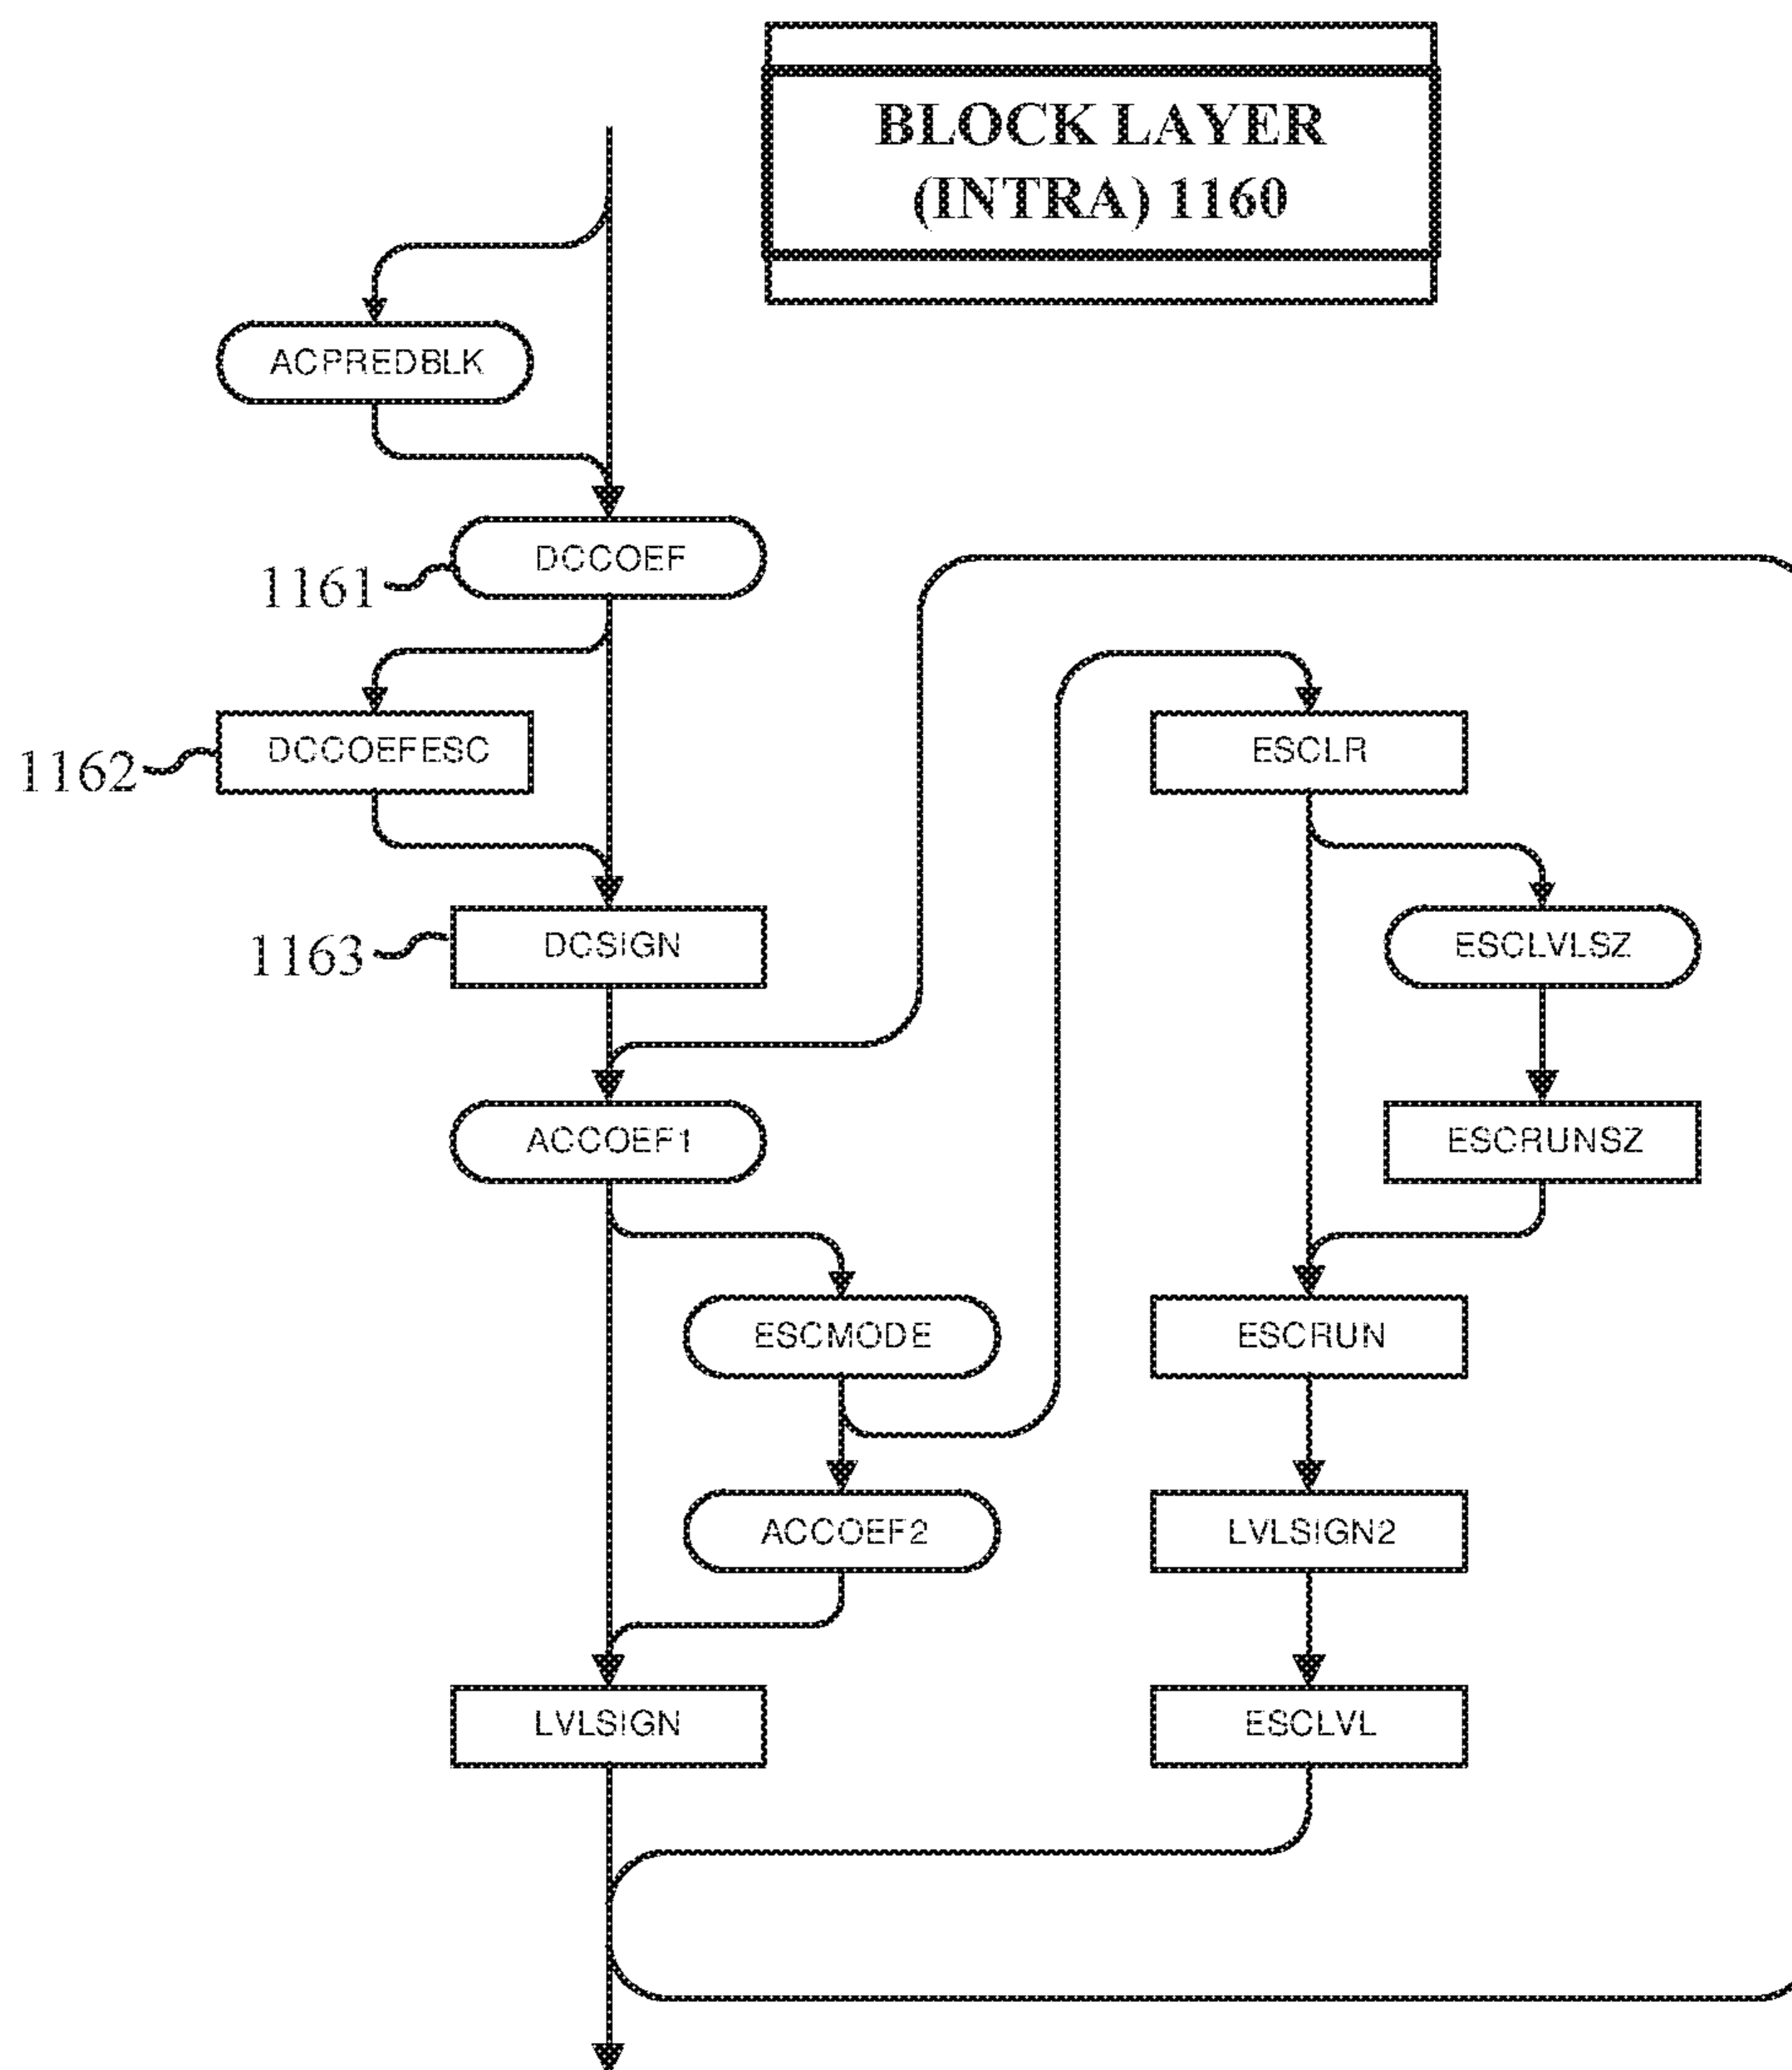 BLOCK LAYER
(INTRA) 1160
ACPREDBLK
DCCOEF
1161
DCCOEFESC
1162
ESCLR
DCSIGN
1163
ESCLVLSZ
ACCOEF1
ESCRUNSZ
ESCMODE
ESCRUN
ACCOEF2
LVLSIGN2
LVLSIGN
ESCLVL